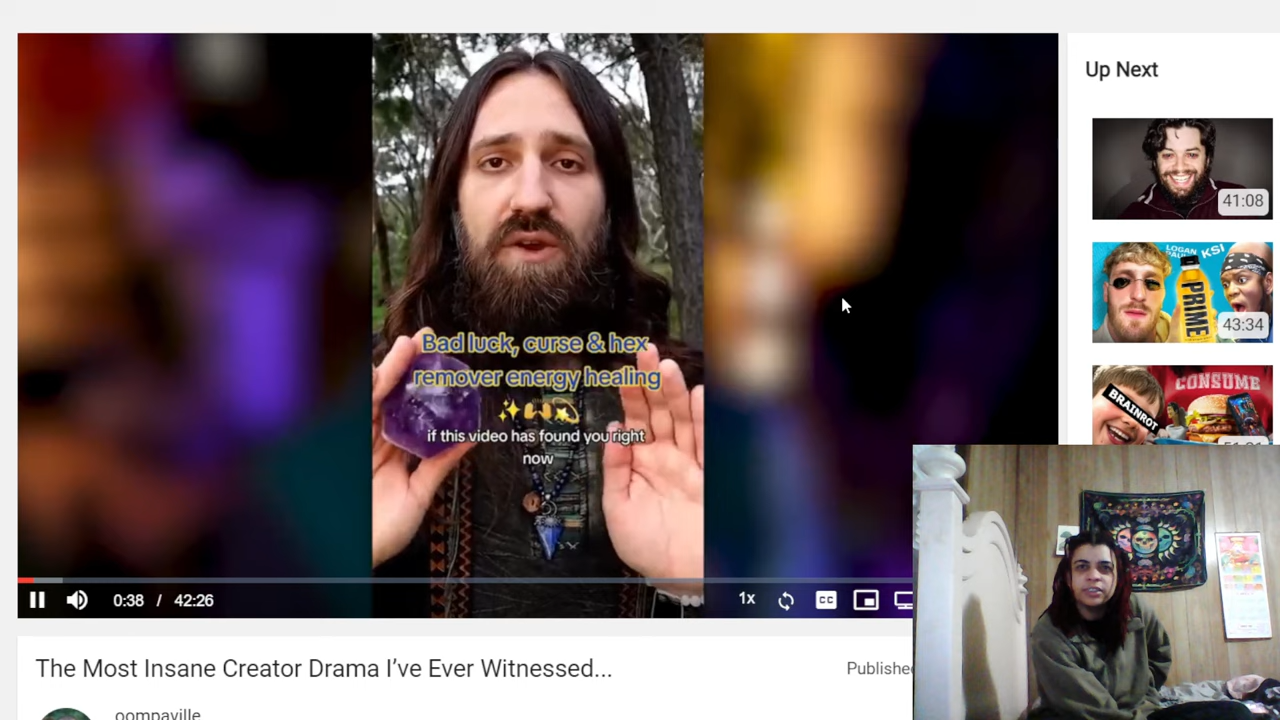 Up Next
41:08
LOGAN
PAUL
KSI
PRIME
43:34
CONSUME
BRAINROT
Bad luck, curse & hex
remover energy healing
if this video has found you right
now
0:38 / 42:26
1x
CC
The Most Insane Creator Drama I’ve Ever Witnessed...
Published
oompaville